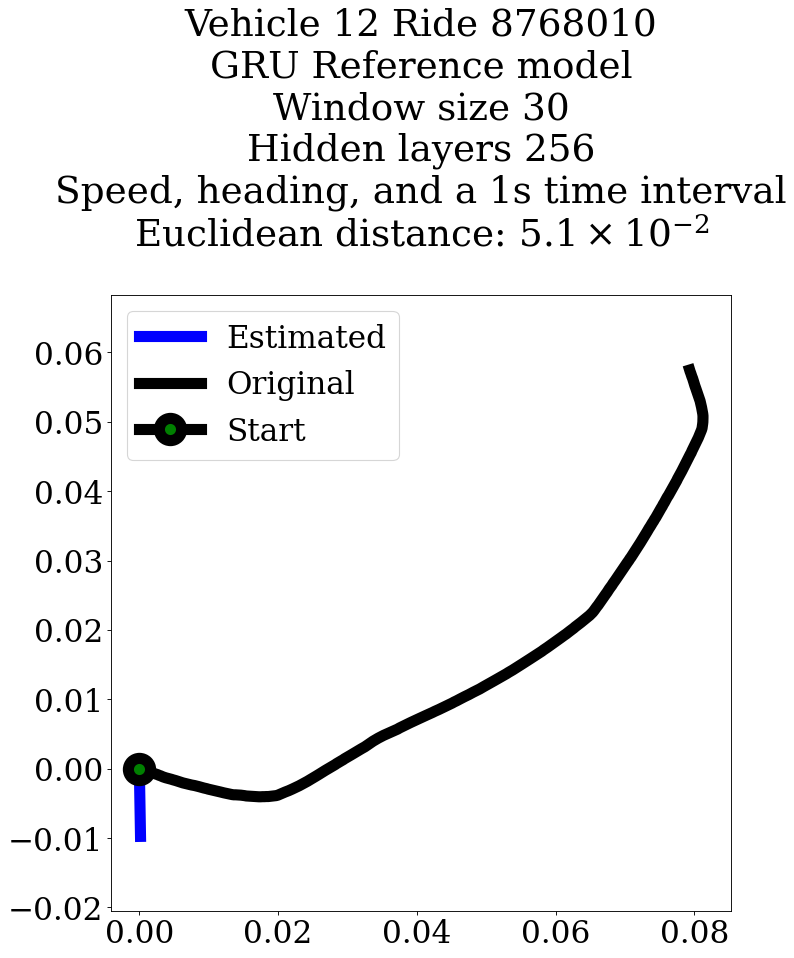 Vehicle 12 Ride 8768010
GRU Reference model
Window size 30
Hidden layers 256
Speed, heading, and a 1s time interval
Euclidean distance: 5.1 × 10⁻²
Estimated
Original
Start
0.06
0.05
0.04
0.03
0.02
0.01
0.00
−0.01
−0.02
0.00 0.02 0.04 0.06 0.08